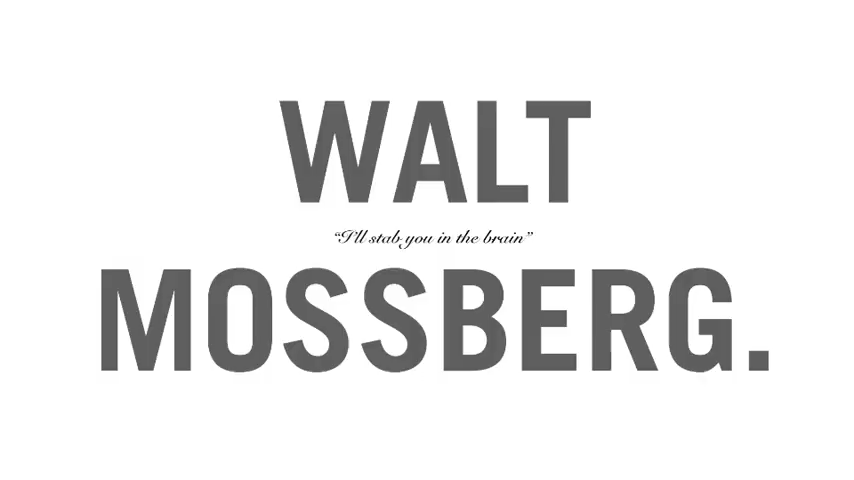 WALT
“I’ll stab you in the brain”
MOSSBERG.